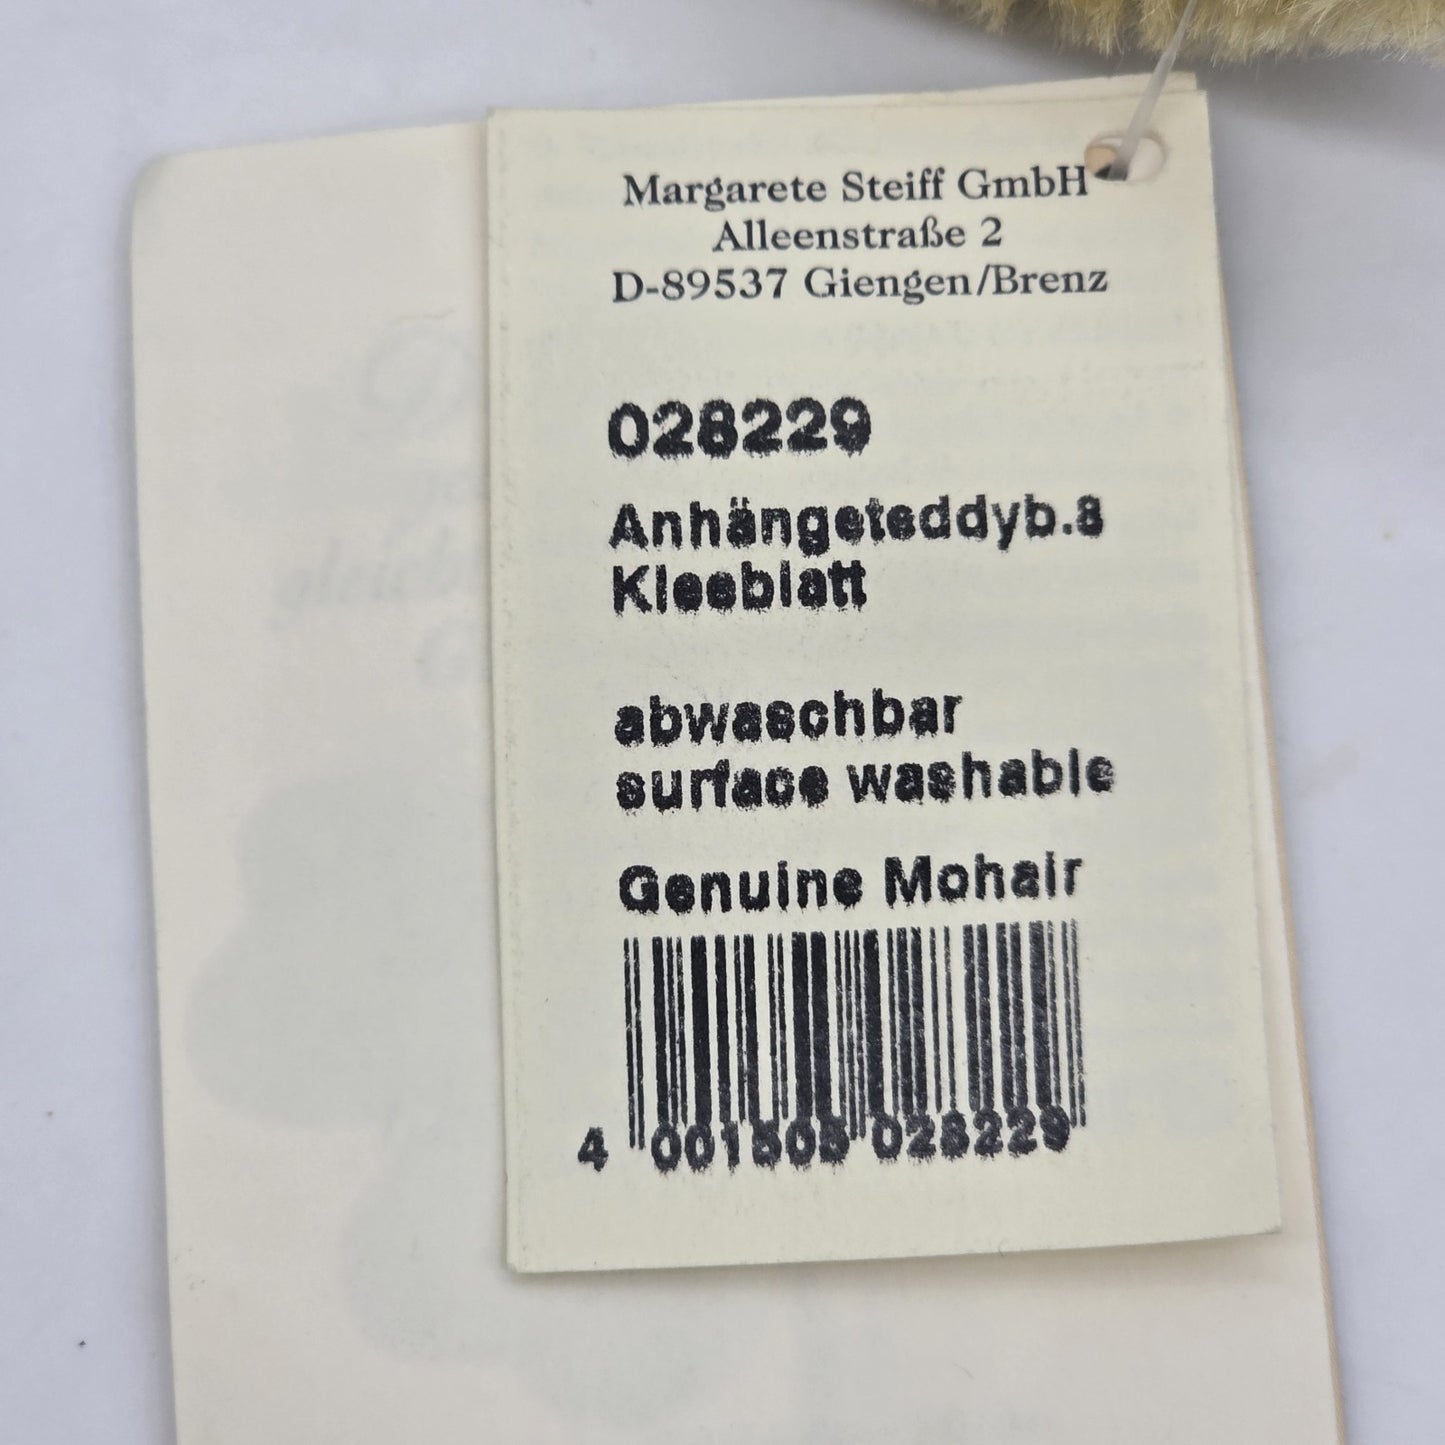 Margarete Steiff GmbH
Alleenstraße 2
D-89537 Giengen/Brenz
028229
Anhängeteddyb.8
Kleeblatt
abwaschbar
surface washable
Genuine Mohair
4 001505 028229